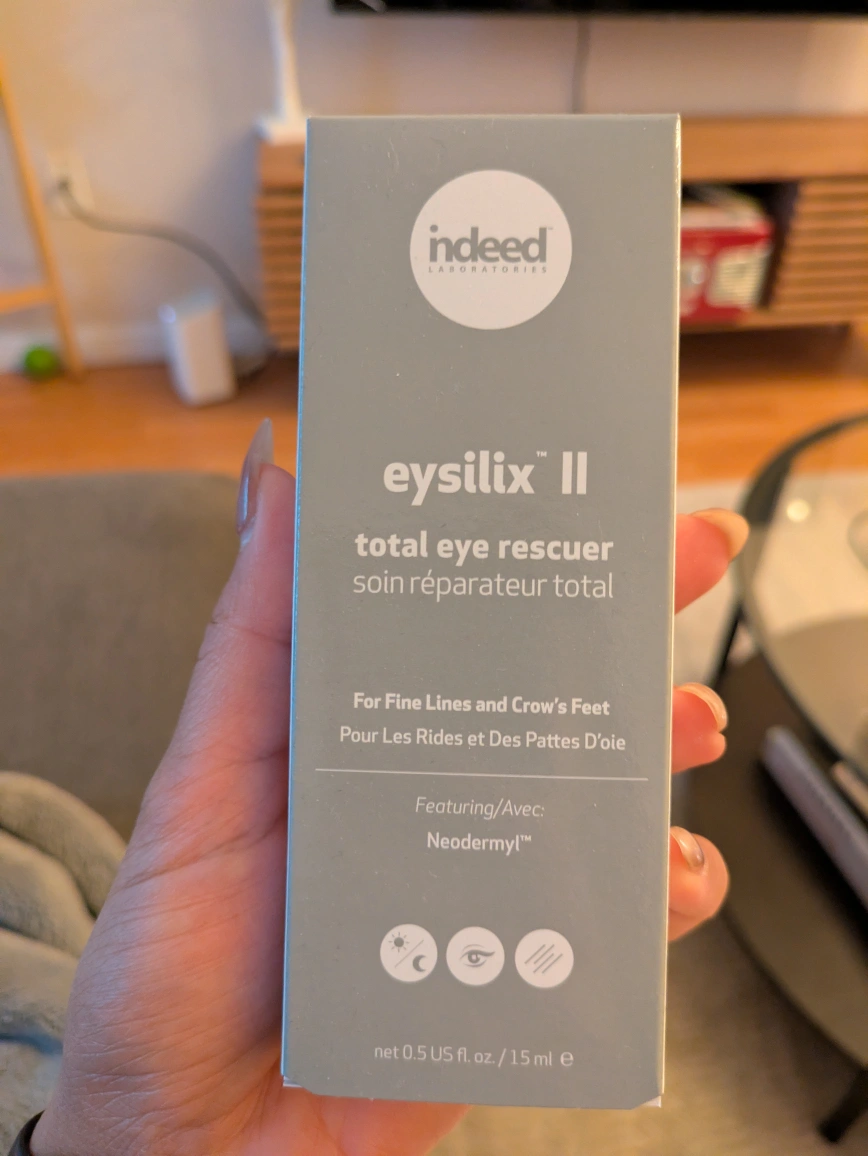 indeed™
LABORATORIES
eysilix™ II
total eye rescuer
soin réparateur total
For Fine Lines and Crow's Feet
Pour Les Rides et Des Pattes D'oie
Featuring/Avec:
Neodermyl™
net 0.5 US fl. oz. / 15 ml ℮